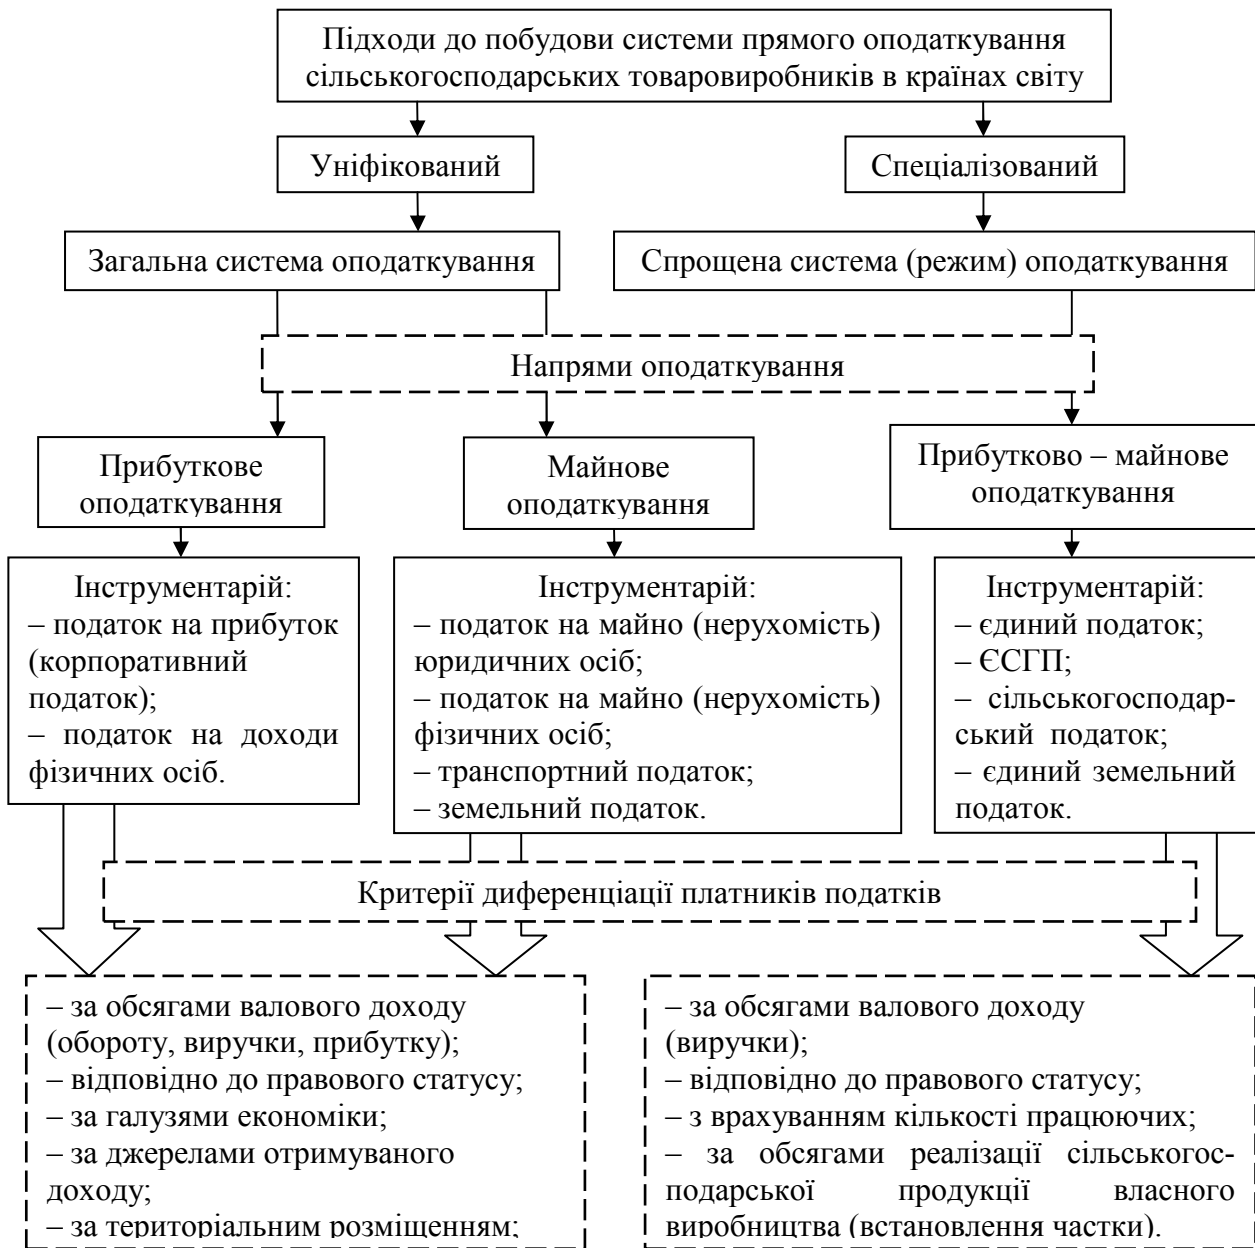 Підходи до побудови системи прямого оподаткування
сільськогосподарських товаровиробників в країнах світу
Уніфікований
Спеціалізований
Загальна система оподаткування
Спрощена система (режим) оподаткування
Напрями оподаткування
Прибуткове
оподаткування
Майнове
оподаткування
Прибутково – майнове
оподаткування
Інструментарій:
– податок на прибуток
(корпоративний
податок);
– податок на доходи
фізичних осіб.
Інструментарій:
– податок на майно (нерухомість)
юридичних осіб;
– податок на майно (нерухомість)
фізичних осіб;
– транспортний податок;
– земельний податок.
Інструментарій:
– єдиний податок;
– ЄСГП;
– сільськогосподар-
ський податок;
– єдиний земельний
податок.
Критерії диференціації платників податків
– за обсягами валового доходу
(обороту, виручки, прибутку);
– відповідно до правового статусу;
– за галузями економіки;
– за джерелами отримуваного
доходу;
– за територіальним розміщенням;
– за обсягами валового доходу
(виручки);
– відповідно до правового статусу;
– з врахуванням кількості працюючих;
– за обсягами реалізації сільськогос-
подарської продукції власного
виробництва (встановлення частки).